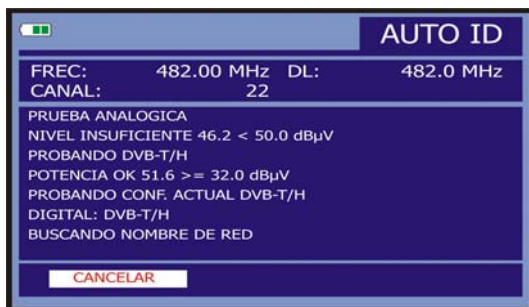 AUTO ID
FREC: 482.00 MHz DL: 482.0 MHz
CANAL: 22
PRUEBA ANALOGICA
NIVEL INSUFICIENTE 46.2 < 50.0 dBµV
PROBANDO DVB-T/H
POTENCIA OK 51.6 >= 32.0 dBµV
PROBANDO CONF. ACTUAL DVB-T/H
DIGITAL: DVB-T/H
BUSCANDO NOMBRE DE RED
CANCELAR